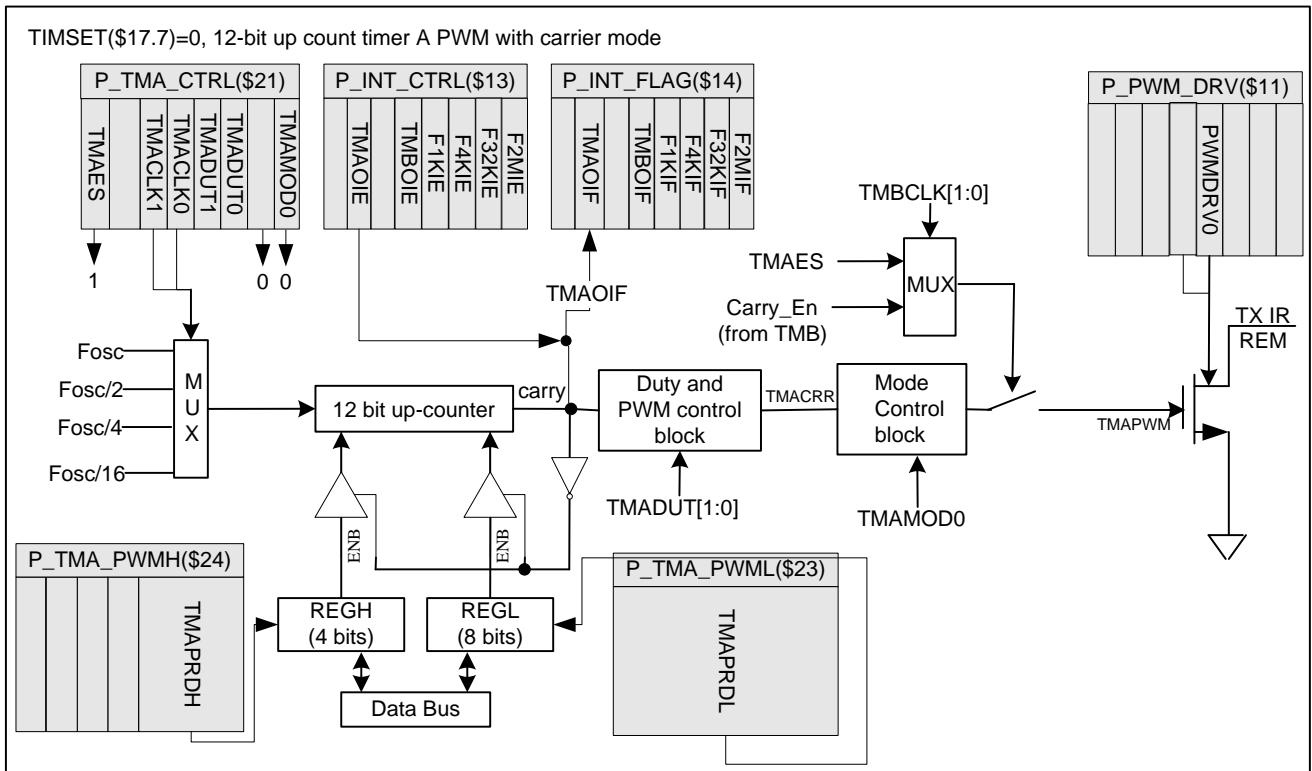 TIMSET($17.7)=0, 12-bit up count timer A PWM with carrier mode
P_TMA_CTRL($21)
TMAES
TMACLK1
TMACLK0
TMADUT1
TMADUT0
TMAMOD0
1
0
0
P_INT_CTRL($13)
TMAOIE
TMBOIE
F1KIE
F4KIE
F32KIE
F2MIE
P_INT_FLAG($14)
TMAOIF
TMBOIF
F1KIF
F4KIF
F32KIF
F2MIF
P_PWM_DRV($11)
PWMDRV0
TMBCLK[1:0]
TMAES
Carry_En
(from TMB)
MUX
TMAOIF
TX IR
REM
Fosc
Fosc/2
Fosc/4
Fosc/16
M
U
X
12 bit up-counter
carry
Duty and
PWM control
block
TMACRR
Mode
Control
block
TMAPWM
TMADUT[1:0]
TMAMOD0
ENB
ENB
P_TMA_PWMH($24)
TMAPRDH
REGH
(4 bits)
REGL
(8 bits)
Data Bus
P_TMA_PWML($23)
TMAPRDL